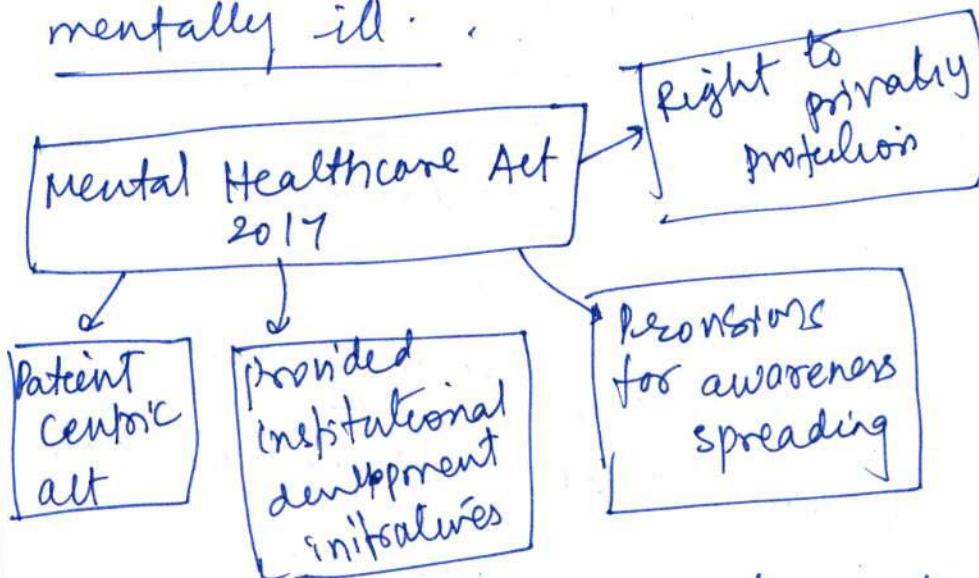 mentally ill.
Mental Healthcare Act
2017
Right to
privacy
protection
Patient
centric
act
provided
institutional
development
initiatives
Provisions
for awareness
spreading